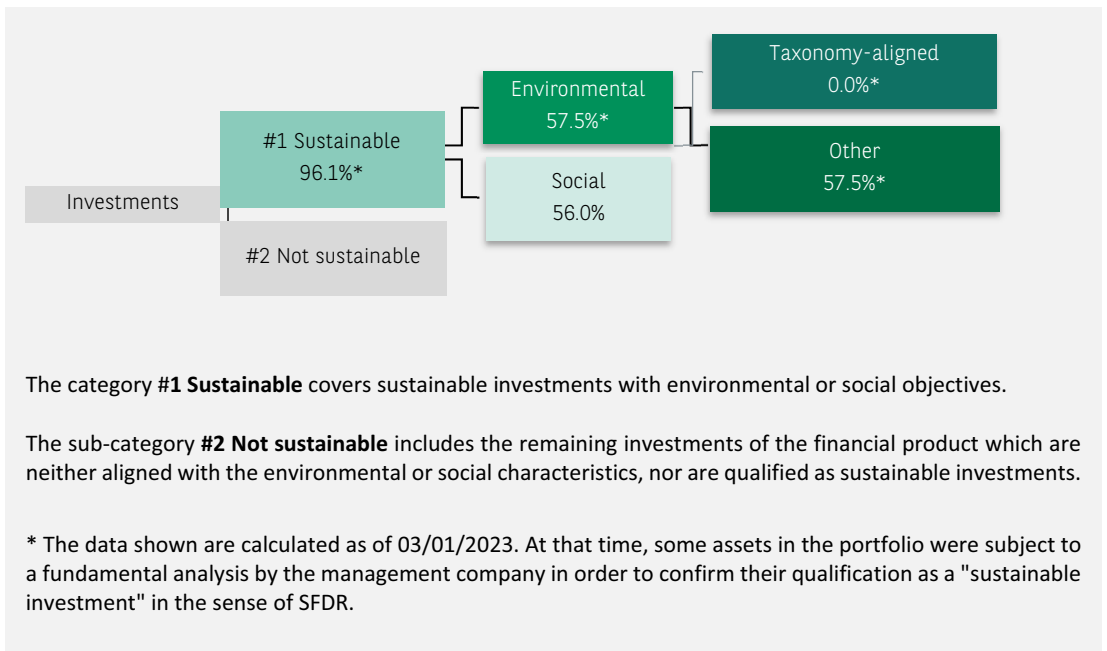 Investments
#1 Sustainable
96.1%*
#2 Not sustainable
Environmental
57.5%*
Social
56.0%
Taxonomy-aligned
0.0%*
Other
57.5%*
The category #1 Sustainable covers sustainable investments with environmental or social objectives.
The sub-category #2 Not sustainable includes the remaining investments of the financial product which are
neither aligned with the environmental or social characteristics, nor are qualified as sustainable investments.
* The data shown are calculated as of 03/01/2023. At that time, some assets in the portfolio were subject to
a fundamental analysis by the management company in order to confirm their qualification as a "sustainable
investment" in the sense of SFDR.